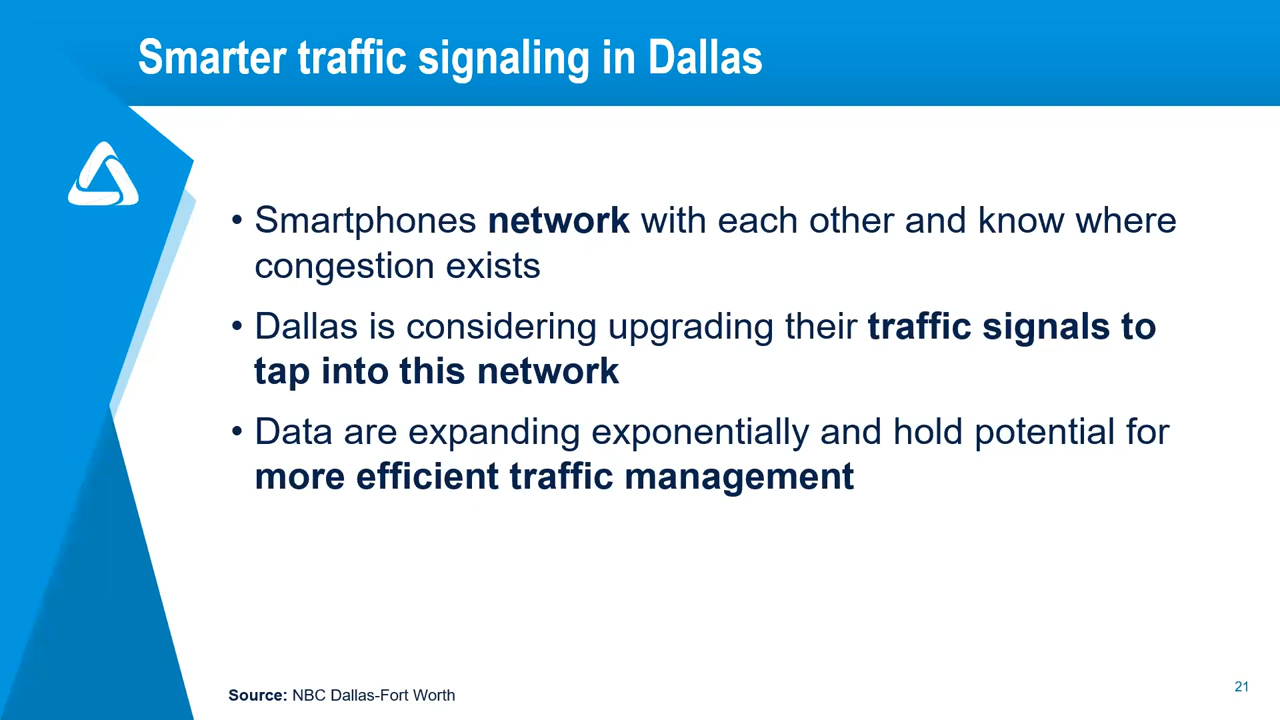 Smarter traffic signaling in Dallas
• Smartphones network with each other and know where
congestion exists
• Dallas is considering upgrading their traffic signals to
tap into this network
• Data are expanding exponentially and hold potential for
more efficient traffic management
Source: NBC Dallas-Fort Worth
21